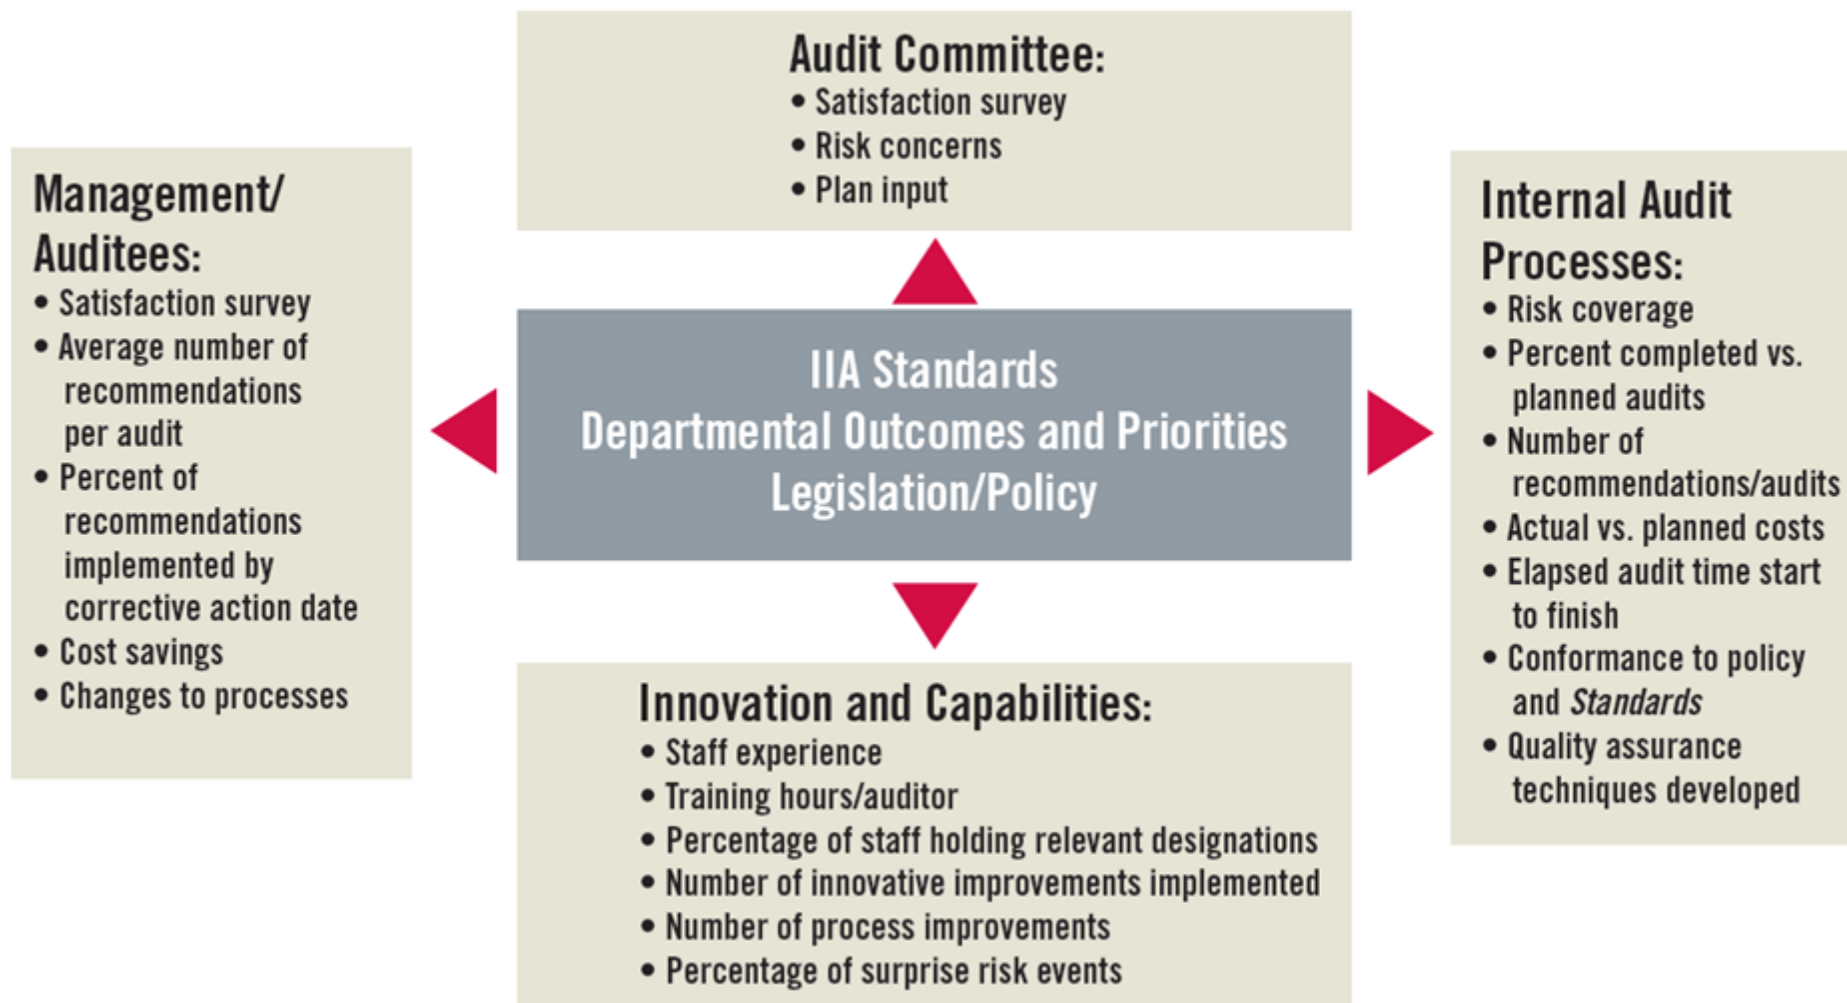 Audit Committee:
• Satisfaction survey
• Risk concerns
• Plan input
Management/
Auditees:
• Satisfaction survey
• Average number of
recommendations
per audit
• Percent of
recommendations
implemented by
corrective action date
• Cost savings
• Changes to processes
IIA Standards
Departmental Outcomes and Priorities
Legislation/Policy
Internal Audit
Processes:
• Risk coverage
• Percent completed vs.
planned audits
• Number of
recommendations/audits
• Actual vs. planned costs
• Elapsed audit time start
to finish
• Conformance to policy
and Standards
• Quality assurance
techniques developed
Innovation and Capabilities:
• Staff experience
• Training hours/auditor
• Percentage of staff holding relevant designations
• Number of innovative improvements implemented
• Number of process improvements
• Percentage of surprise risk events